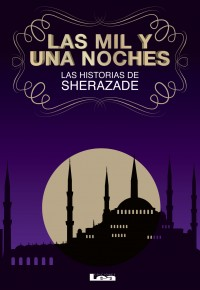 LAS MIL Y
UNA NOCHES
LAS HISTORIAS DE
SHERAZADE
Lea